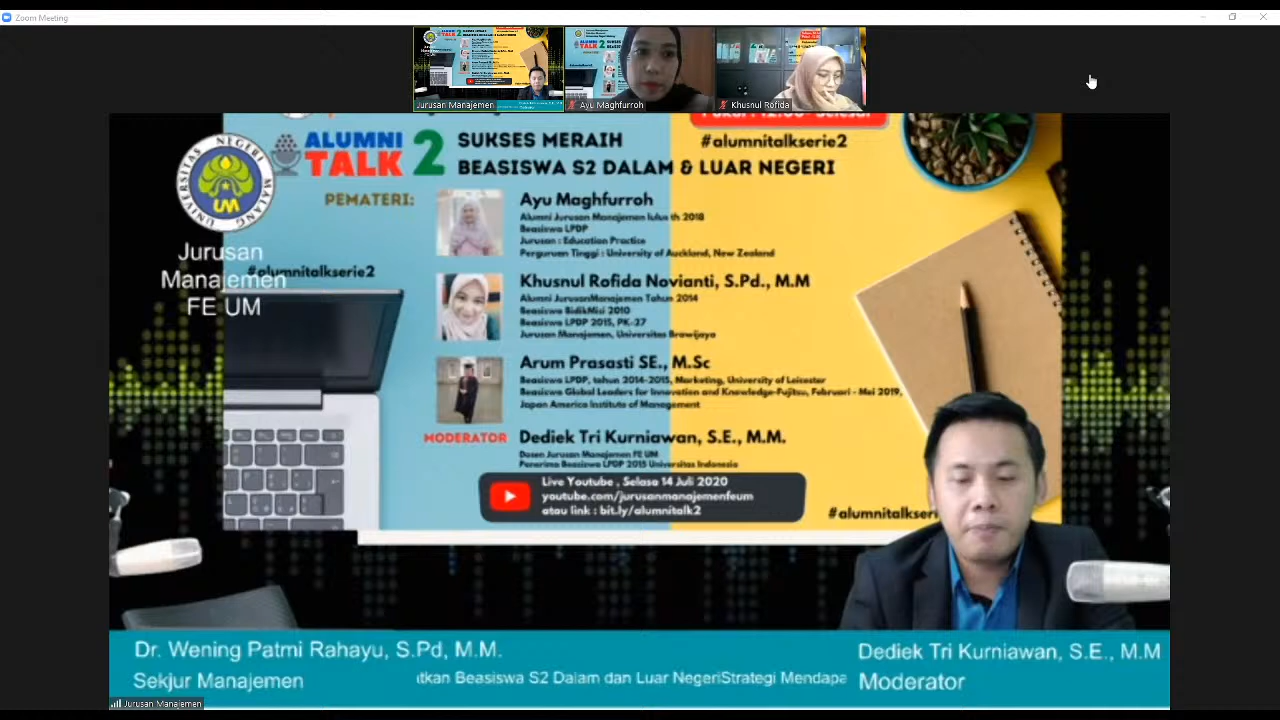 Zoom Meeting
Jurusan Manajemen
Ayu Maghfurroh
Khusnul Rofida
UNIVERSITAS NEGERI MALANG
UM
Jurusan
Manajemen
FE UM
#alumnitalkserie2
ALUMNI
TALK 2
SUKSES MERAIH
BEASISWA S2 DALAM & LUAR NEGERI
#alumnitalkserie2
PEMATERI:
Ayu Maghfurroh
Alumni Jurusan Manajemen lulus th 2018
Beasiswa LPDP
Jurusan : Education Practice
Perguruan Tinggi : University of Auckland, New Zealand
Khusnul Rofida Novianti, S.Pd., M.M
Alumni JurusanManajemen Tahun 2014
Beasiswa BidikMisi 2010
Beasiswa LPDP 2015, PK-27
Jurusan Manajemen, Universitas Brawijaya
Arum Prasasti SE., M.Sc
Beasiswa LPDP, tahun 2014-2015, Marketing, University of Leicester
Beasiswa Global Leaders for Innovation and Knowledge-Fujitsu, Februari - Mei 2019,
Japan America Institute of Management
MODERATOR
Dediek Tri Kurniawan, S.E., M.M.
Dosen Jurusan Manajemen FE UM
Penerima Beasiswa LPDP 2015 Universitas Indonesia
Live Youtube , Selasa 14 Juli 2020
youtube.com/jurusanmanajemenfeum
atau link : bit.ly/alumnitalk2
#alumnitalkseri
Dr. Wening Patmi Rahayu, S.Pd, M.M.
Sekjur Manajemen
tkan Beasiswa S2 Dalam dan Luar NegeriStrategi Mendapa
Dediek Tri Kurniawan, S.E., M.M
Moderator
Jurusan Manajemen